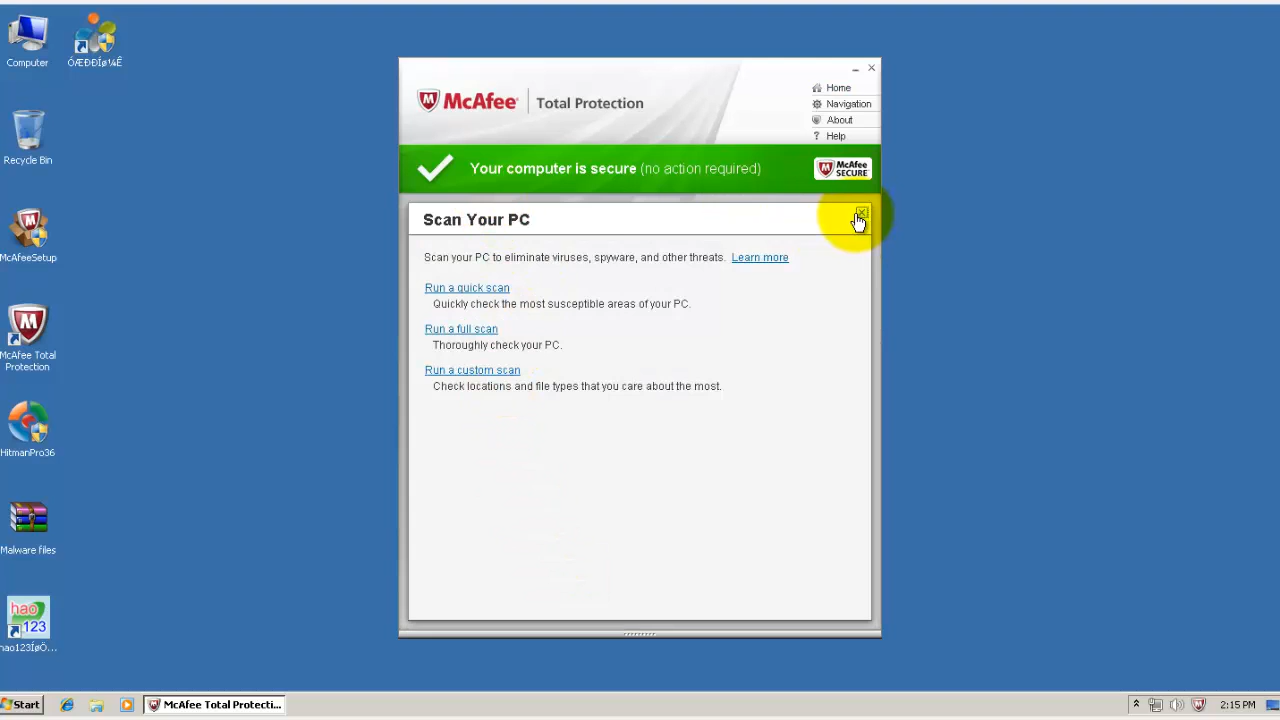 Computer
ÓÆÐÐÍø¼Ê
Recycle Bin
McAfeeSetup
McAfee Total
Protection
HitmanPro36
Malware files
hao
123
hao123ÍøÖ...
McAfee
Total Protection
Home
Navigation
About
? Help
Your computer is secure (no action required)
McAfee
SECURE
Scan Your PC
Scan your PC to eliminate viruses, spyware, and other threats. Learn more
Run a quick scan
Quickly check the most susceptible areas of your PC.
Run a full scan
Thoroughly check your PC.
Run a custom scan
Check locations and file types that you care about the most.
Start
McAfee Total Protecti...
2:15 PM